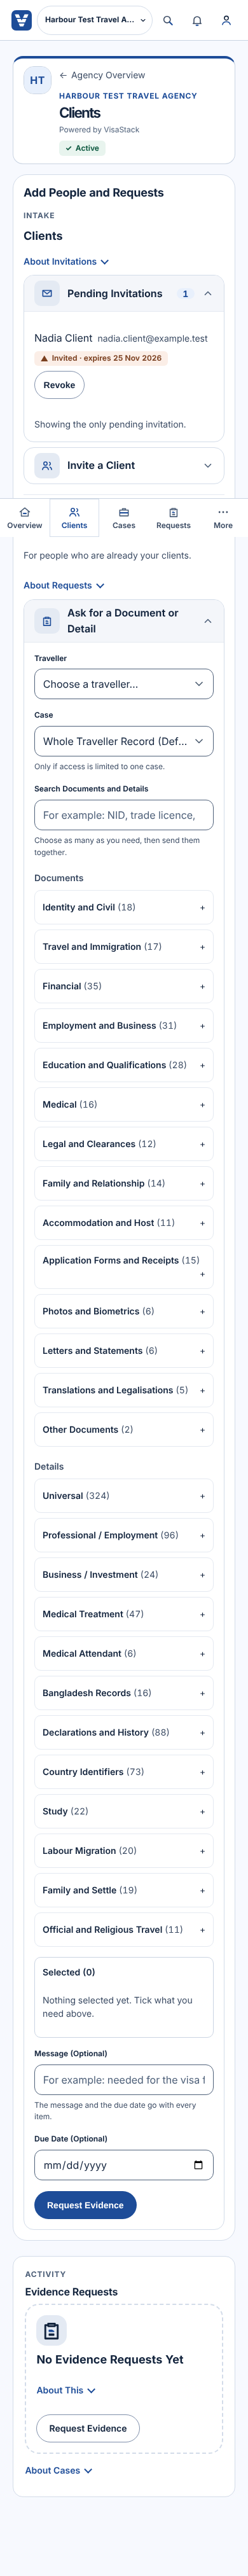 Harbour Test Travel A...
HT
← Agency Overview
HARBOUR TEST TRAVEL AGENCY
Clients
Powered by VisaStack
✓ Active
Add People and Requests
INTAKE
Clients
About Invitations
Pending Invitations 1
Nadia Client nadia.client@example.test
Invited · expires 25 Nov 2026
Revoke
Showing the only pending invitation.
Invite a Client
Overview Clients Cases Requests More
For people who are already your clients.
About Requests
Ask for a Document or
Detail
Traveller
Choose a traveller...
Case
Whole Traveller Record (Def...
Only if access is limited to one case.
Search Documents and Details
For example: NID, trade licence,
Choose as many as you need, then send them
together.
Documents
Identity and Civil (18) +
Travel and Immigration (17) +
Financial (35) +
Employment and Business (31) +
Education and Qualifications (28) +
Medical (16) +
Legal and Clearances (12) +
Family and Relationship (14) +
Accommodation and Host (11) +
Application Forms and Receipts (15)
+
Photos and Biometrics (6) +
Letters and Statements (6) +
Translations and Legalisations (5) +
Other Documents (2) +
Details
Universal (324) +
Professional / Employment (96) +
Business / Investment (24) +
Medical Treatment (47) +
Medical Attendant (6) +
Bangladesh Records (16) +
Declarations and History (88) +
Country Identifiers (73) +
Study (22) +
Labour Migration (20) +
Family and Settle (19) +
Official and Religious Travel (11) +
Selected (0)
Nothing selected yet. Tick what you
need above.
Message (Optional)
For example: needed for the visa f
The message and the due date go with every
item.
Due Date (Optional)
mm/dd/yyyy
Request Evidence
ACTIVITY
Evidence Requests
No Evidence Requests Yet
About This
Request Evidence
About Cases